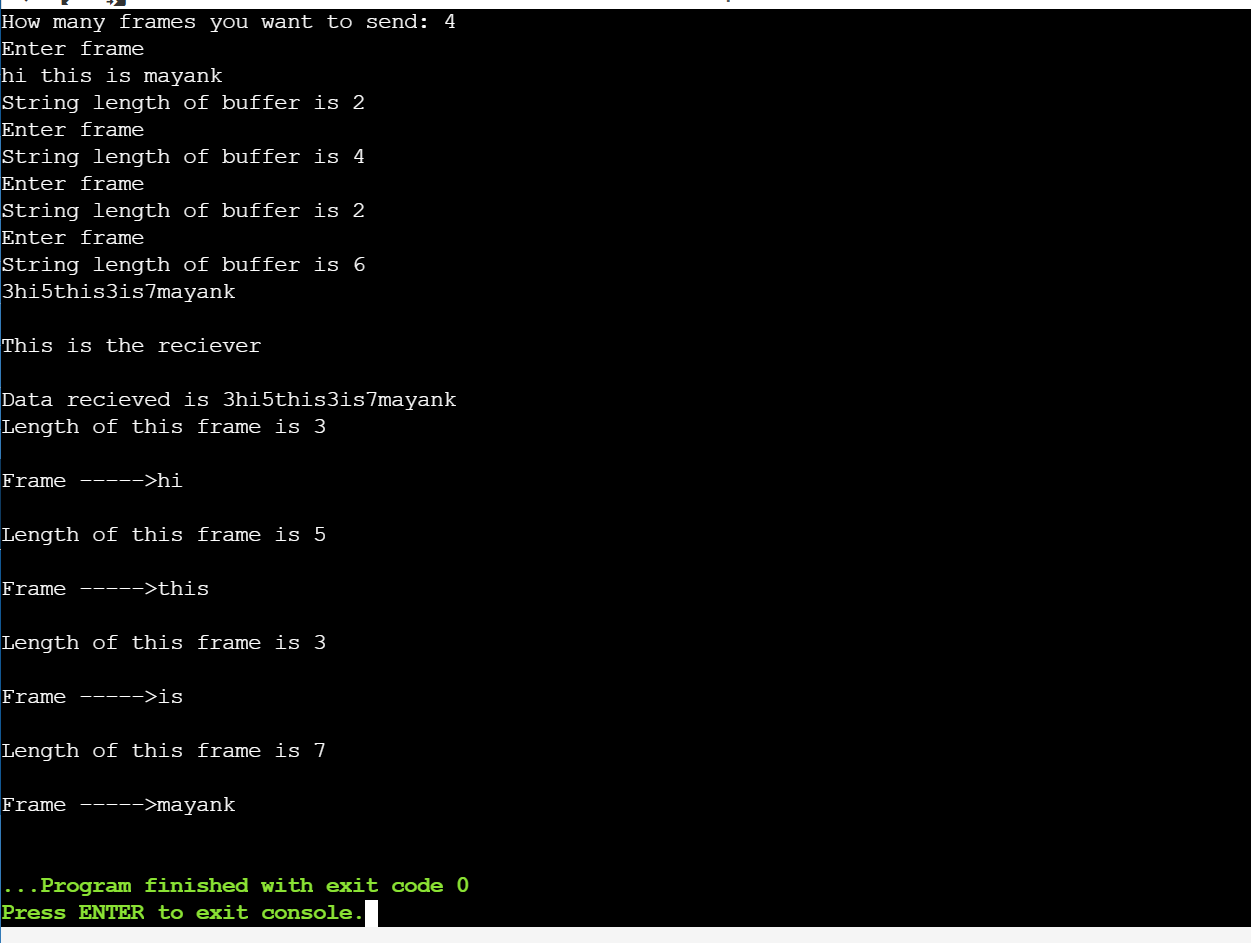 How many frames you want to send: 4
Enter frame
hi this is mayank
String length of buffer is 2
Enter frame
String length of buffer is 4
Enter frame
String length of buffer is 2
Enter frame
String length of buffer is 6
3hi5this3is7mayank
This is the reciever
Data recieved is 3hi5this3is7mayank
Length of this frame is 3
Frame ----->hi
Length of this frame is 5
Frame ----->this
Length of this frame is 3
Frame ----->is
Length of this frame is 7
Frame ----->mayank
...Program finished with exit code 0
Press ENTER to exit console.